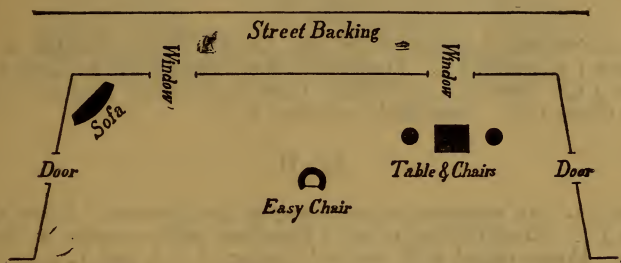 Street Backing
Window
Window
Sofa
Door
Table & Chairs
Door
Easy Chair